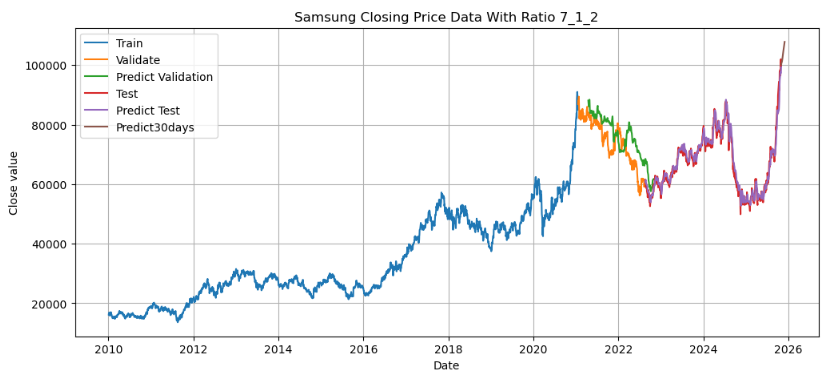 Samsung Closing Price Data With Ratio 7_1_2
Train
Validate
Predict Validation
Test
Predict Test
Predict30days
Close value
100000
80000
60000
40000
20000
2010 2012 2014 2016 2018 2020 2022 2024 2026
Date